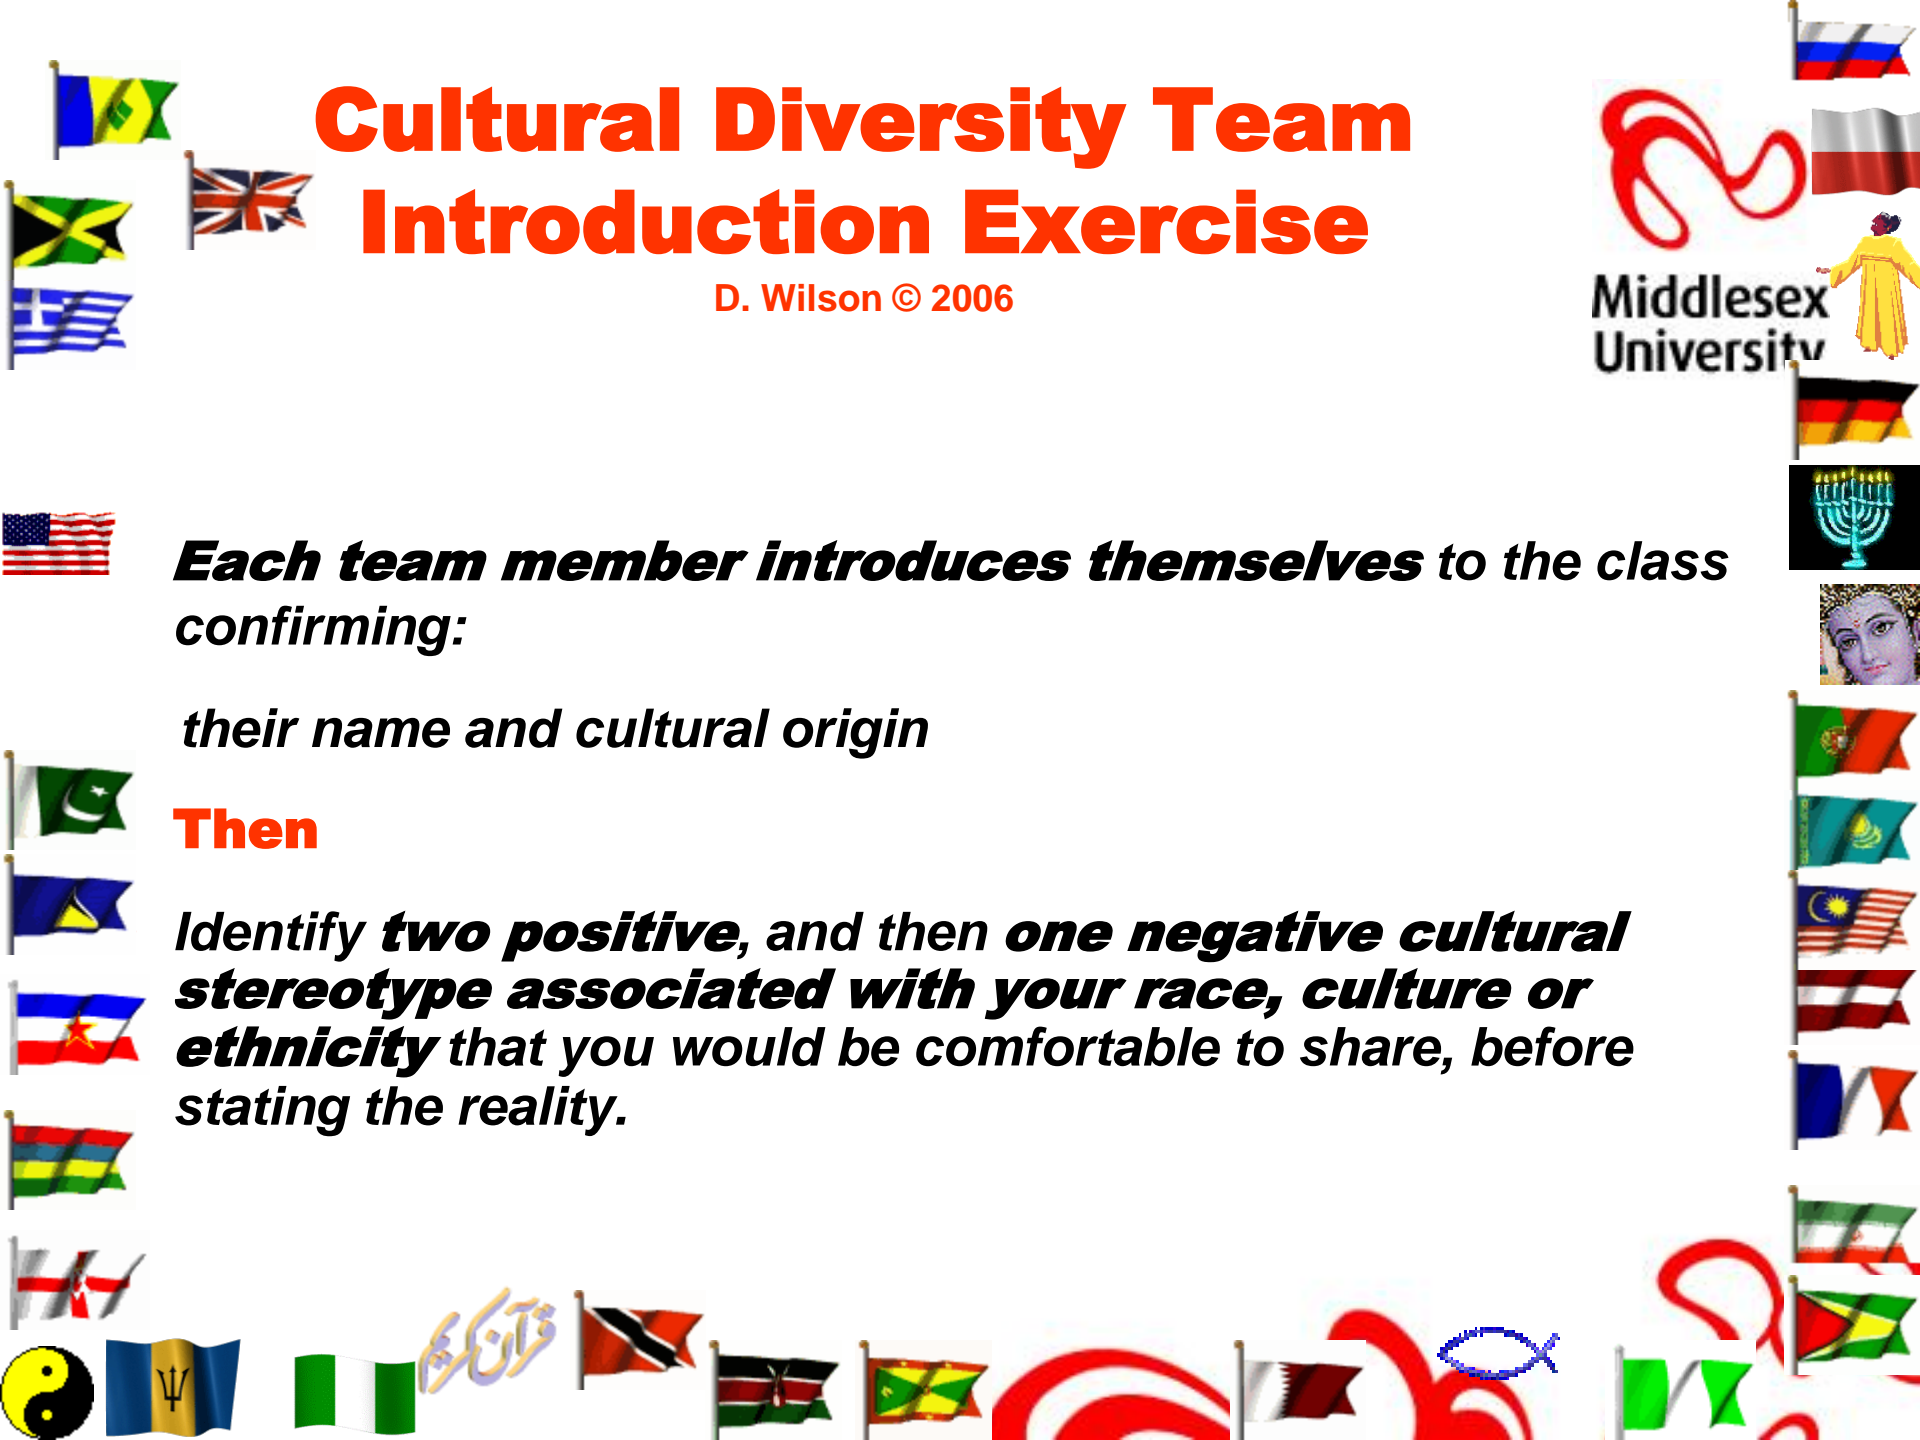 Cultural Diversity Team
Introduction Exercise
D. Wilson © 2006
Middlesex
University
Each team member introduces themselves to the class
confirming:
their name and cultural origin
Then
Identify two positive, and then one negative cultural
stereotype associated with your race, culture or
ethnicity that you would be comfortable to share, before
stating the reality.
قرآن كريم